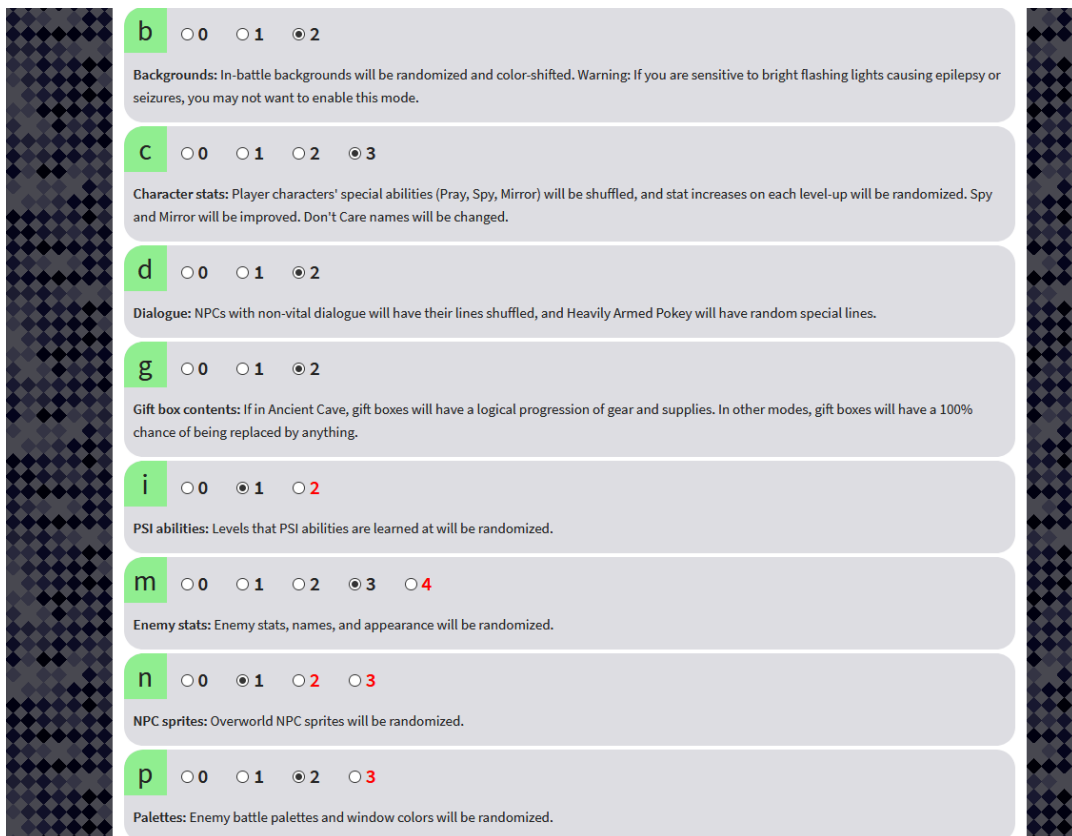 b 0 1 2
Backgrounds: In-battle backgrounds will be randomized and color-shifted. Warning: If you are sensitive to bright flashing lights causing epilepsy or
seizures, you may not want to enable this mode.
c 0 1 2 3
Character stats: Player characters' special abilities (Pray, Spy, Mirror) will be shuffled, and stat increases on each level-up will be randomized. Spy
and Mirror will be improved. Don't Care names will be changed.
d 0 1 2
Dialogue: NPCs with non-vital dialogue will have their lines shuffled, and Heavily Armed Pokey will have random special lines.
g 0 1 2
Gift box contents: If in Ancient Cave, gift boxes will have a logical progression of gear and supplies. In other modes, gift boxes will have a 100%
chance of being replaced by anything.
i 0 1 2
PSI abilities: Levels that PSI abilities are learned at will be randomized.
m 0 1 2 3 4
Enemy stats: Enemy stats, names, and appearance will be randomized.
n 0 1 2 3
NPC sprites: Overworld NPC sprites will be randomized.
p 0 1 2 3
Palettes: Enemy battle palettes and window colors will be randomized.